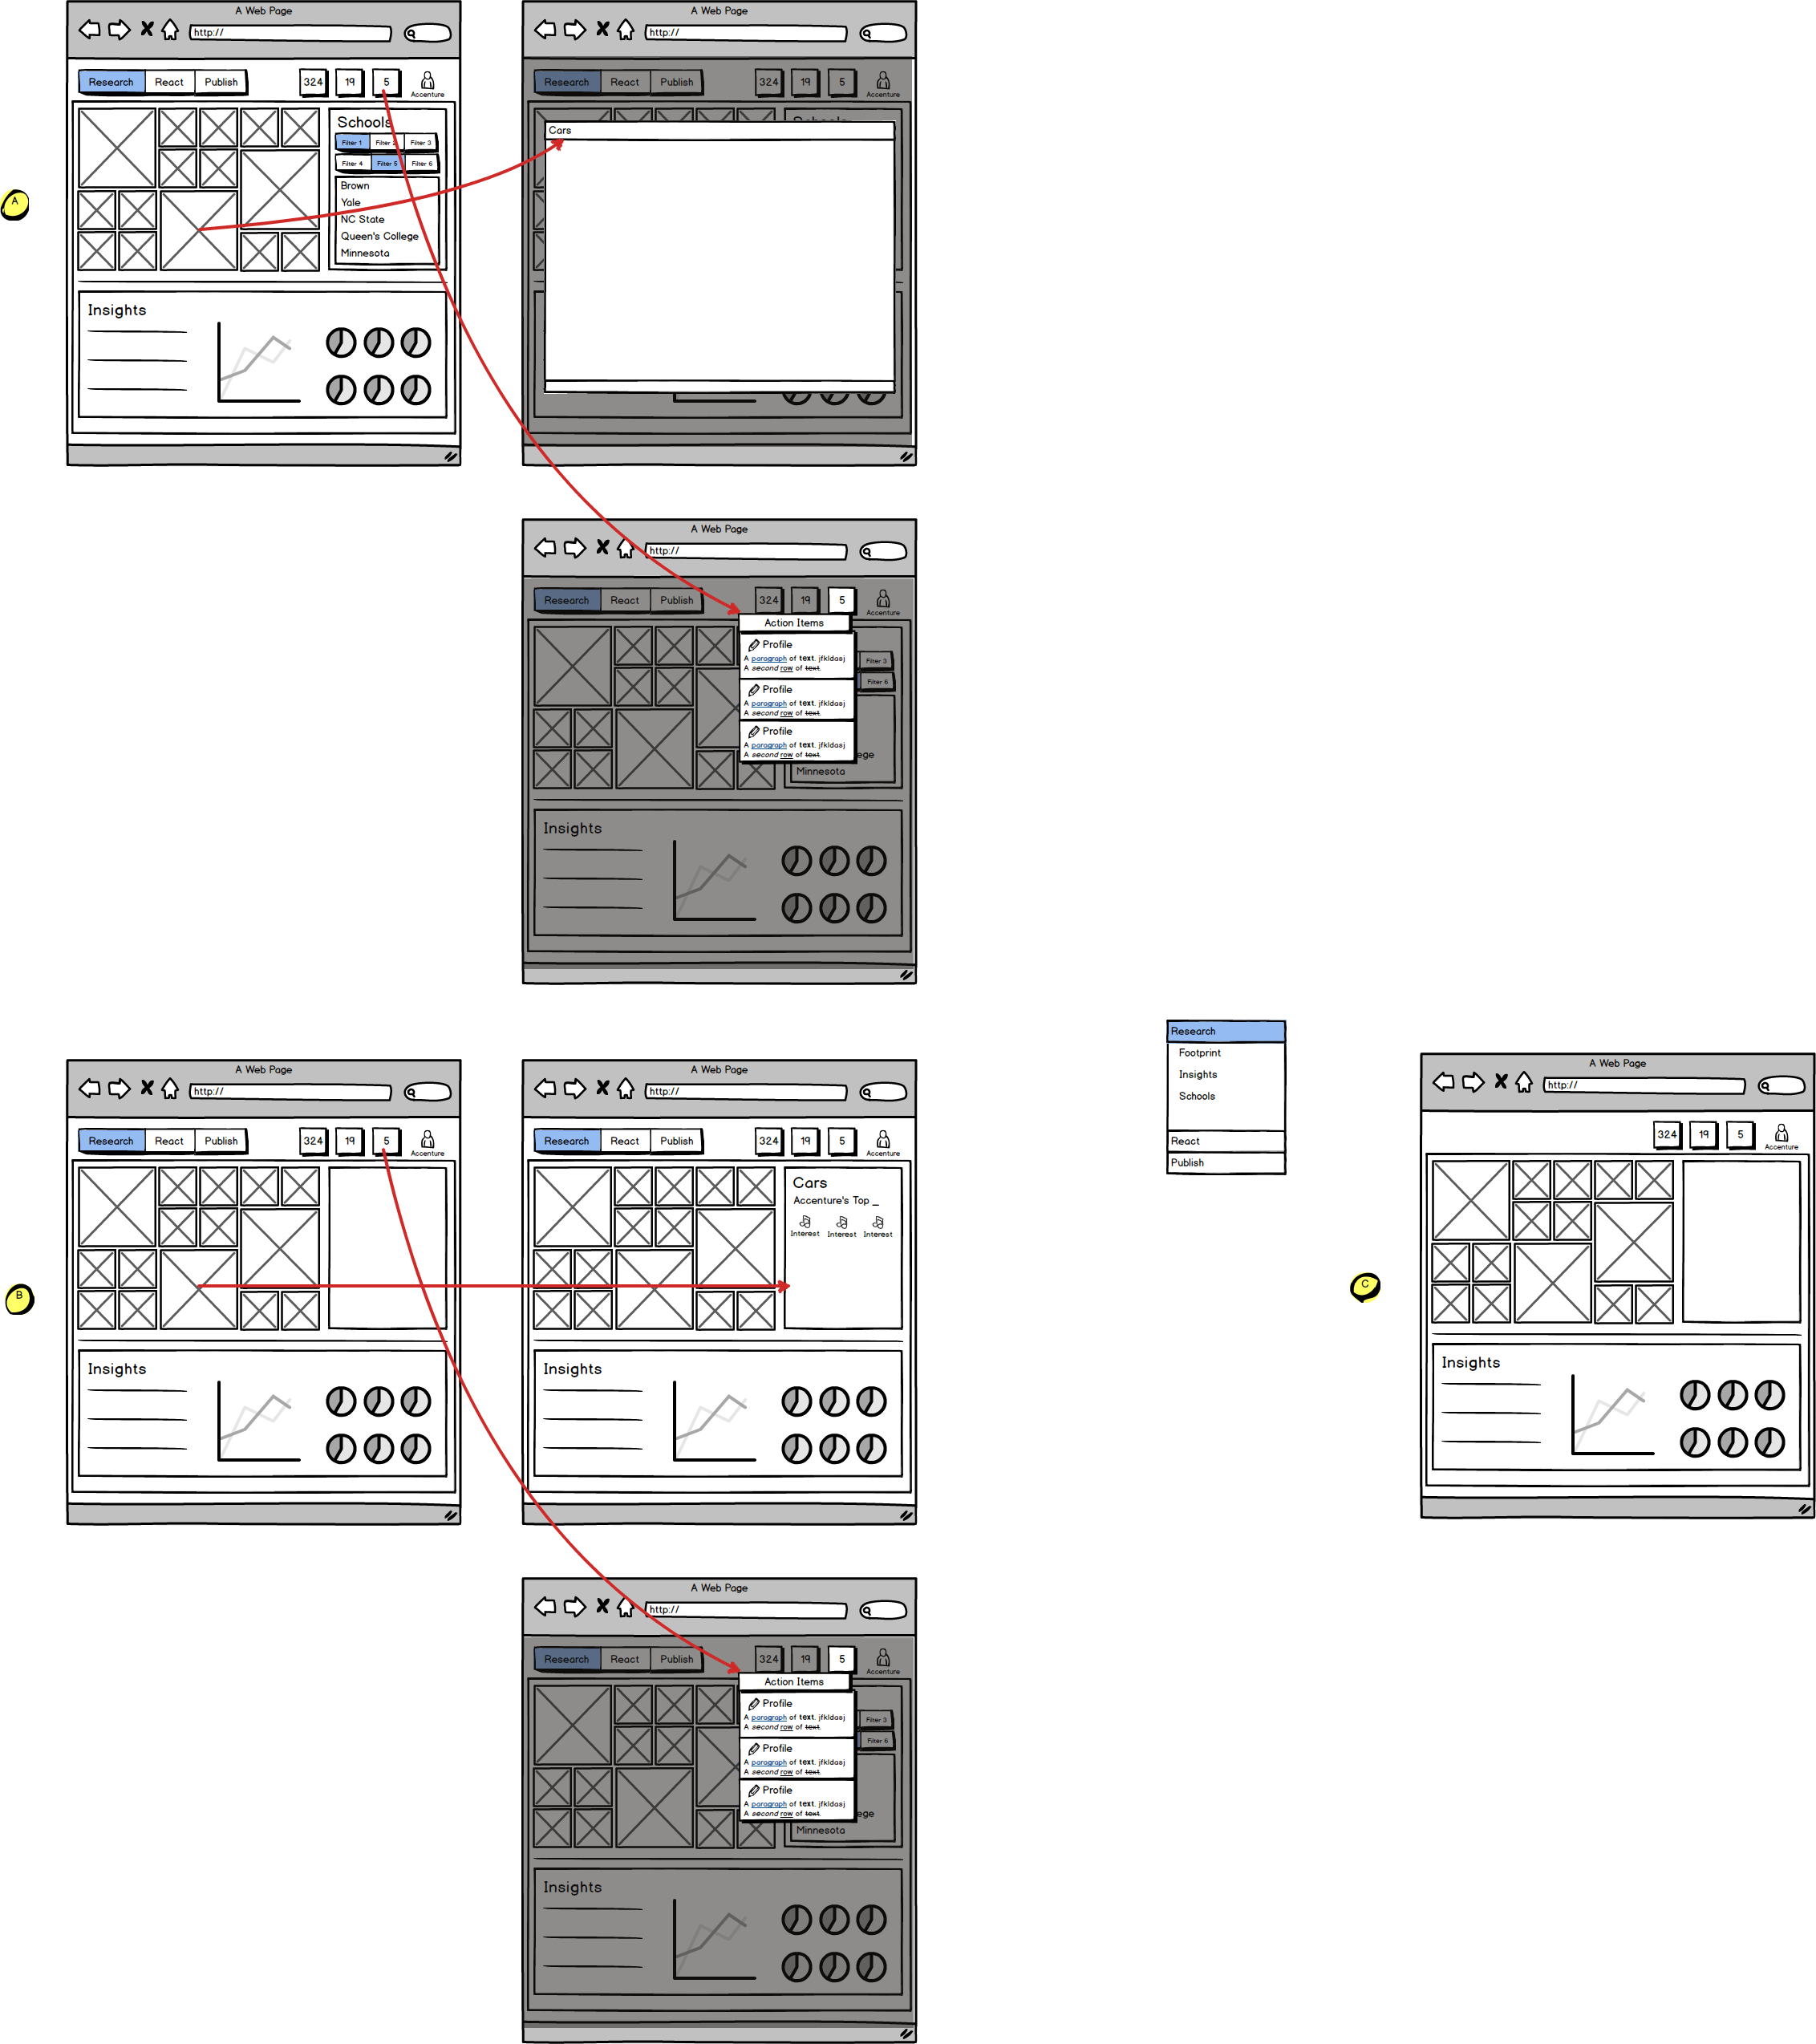 A Web Page
http://
Research React Publish 324 19 5
Accenture
Schools
Filter 1 Filter 2 Filter 3
Filter 4 Filter 5 Filter 6
Brown
Yale
NC State
Queen's College
Minnesota
Insights
A
A Web Page
http://
Research React Publish 324 19 5
Accenture
Cars
A Web Page
http://
Research React Publish 324 19 5
Accenture
Action Items
Profile
A paragraph of text. jfkldasj
A second row of text.
Filter 3
Profile
Filter 6
A paragraph of text. jfkldasj
A second row of text.
Profile
A paragraph of text. jfkldasj
A second row of text.
ege
Minnesota
Insights
A Web Page
http://
Research React Publish 324 19 5
Accenture
Insights
B
A Web Page
http://
Research React Publish 324 19 5
Accenture
Cars
Accenture's Top _
Interest Interest Interest
Insights
Research
Footprint
Insights
Schools
React
Publish
C
A Web Page
http://
324 19 5
Accenture
Insights
A Web Page
http://
Research React Publish 324 19 5
Accenture
Action Items
Profile
A paragraph of text. jfkldasj
A second row of text.
Filter 3
Profile
Filter 6
A paragraph of text. jfkldasj
A second row of text.
Profile
A paragraph of text. jfkldasj
A second row of text.
ege
Minnesota
Insights